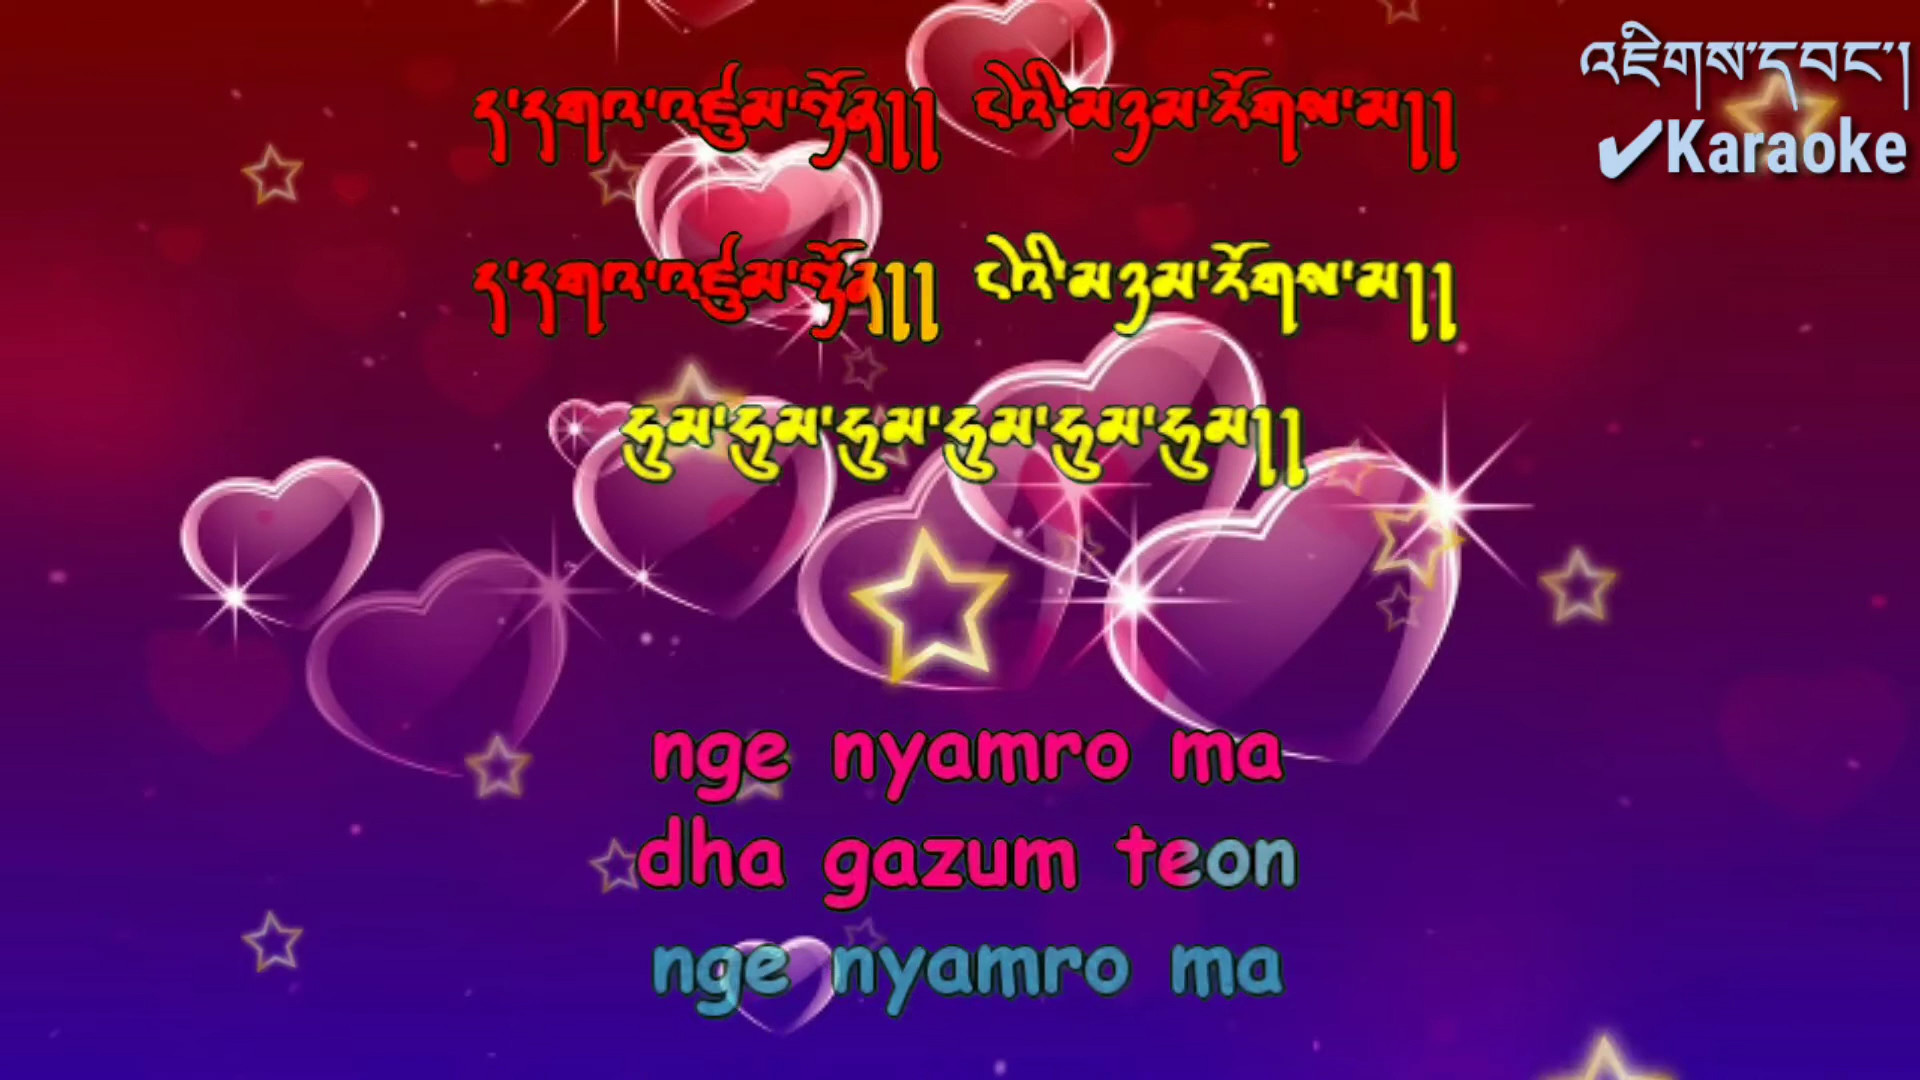 འཇིགས་དབང་།
✔Karaoke
ད་དགའ་འཛུམ་སྟོན།། ངའི་མཉམ་རོགས་མ།།
ད་དགའ་འཛུམ་སྟོན།། ངའི་མཉམ་རོགས་མ།།
ཧུམ་ཧུམ་ཧུམ་ཧུམ་ཧུམ་ཧུམ།།
nge nyamro ma
dha gazum teon
nge nyamro ma